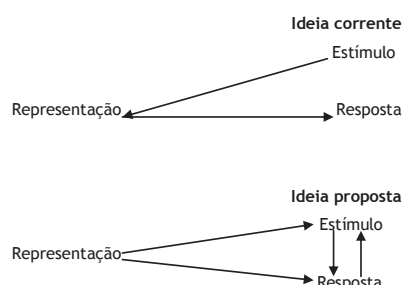 Ideia corrente
Estímulo
Representação
Resposta
Ideia proposta
Estímulo
Representação
Resposta